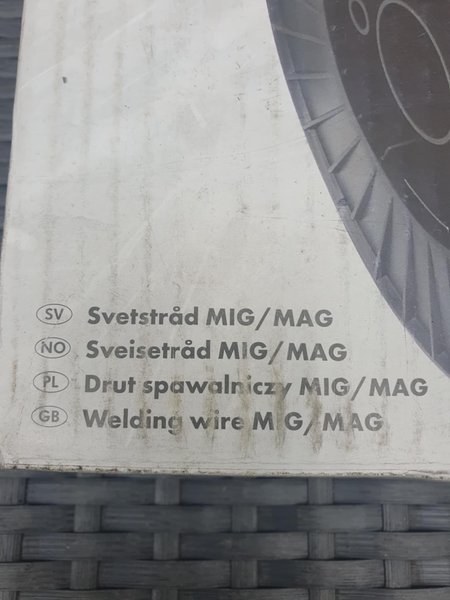 SV Svetstråd MIG/MAG
NO Sveisetråd MIG/MAG
PL Drut spawalniczy MIG/MAG
GB Welding wire MIG/MAG